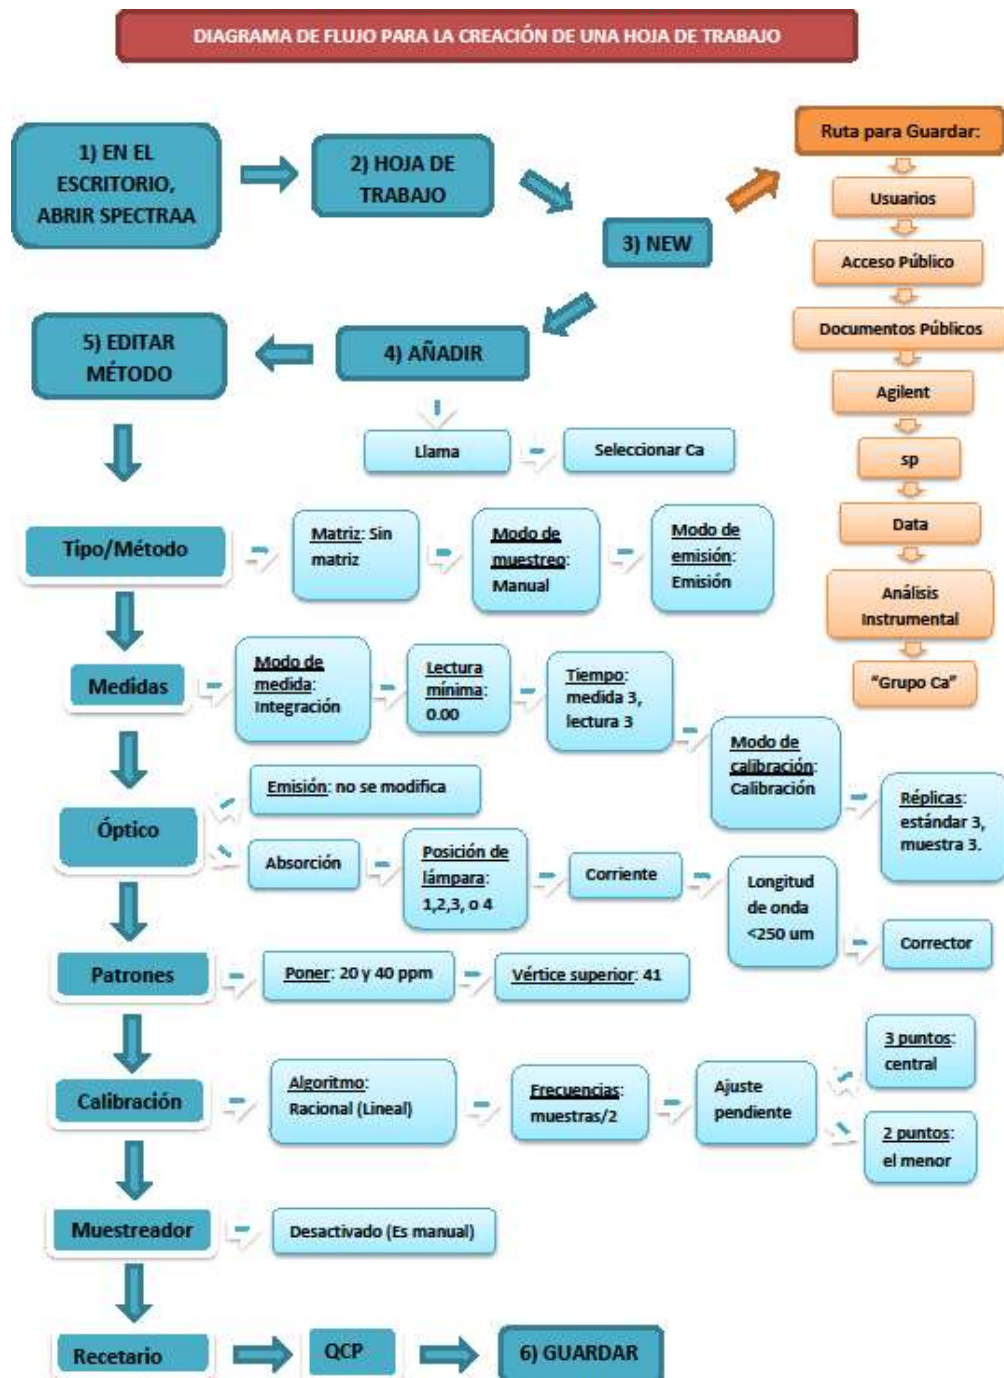 DIAGRAMA DE FLUJO PARA LA CREACIÓN DE UNA HOJA DE TRABAJO
1) EN EL
ESCRITORIO,
ABRIR SPECTRAA
2) HOJA DE
TRABAJO
3) NEW
Ruta para Guardar:
Usuarios
Acceso Público
Documentos Públicos
Agilent
sp
Data
Análisis
Instrumental
"Grupo Ca"
4) AÑADIR
Llama
Seleccionar Ca
5) EDITAR
MÉTODO
Tipo/Método
Matriz: Sin
matriz
Modo de
muestreo:
Manual
Modo de
emisión:
Emisión
Medidas
Modo de
medida:
Integración
Lectura
mínima:
0.00
Tiempo:
medida 3,
lectura 3
Modo de
calibración:
Calibración
Réplicas:
estándar 3,
muestra 3.
Óptico
Emisión: no se modifica
Absorción
Posición de
lámpara:
1,2,3, o 4
Corriente
Longitud
de onda
<250 um
Corrector
Patrones
Poner: 20 y 40 ppm
Vértice superior: 41
Calibración
Algoritmo:
Racional (Lineal)
Frecuencias:
muestras/2
Ajuste
pendiente
3 puntos:
central
2 puntos:
el menor
Muestreador
Desactivado (Es manual)
Recetario
QCP
6) GUARDAR